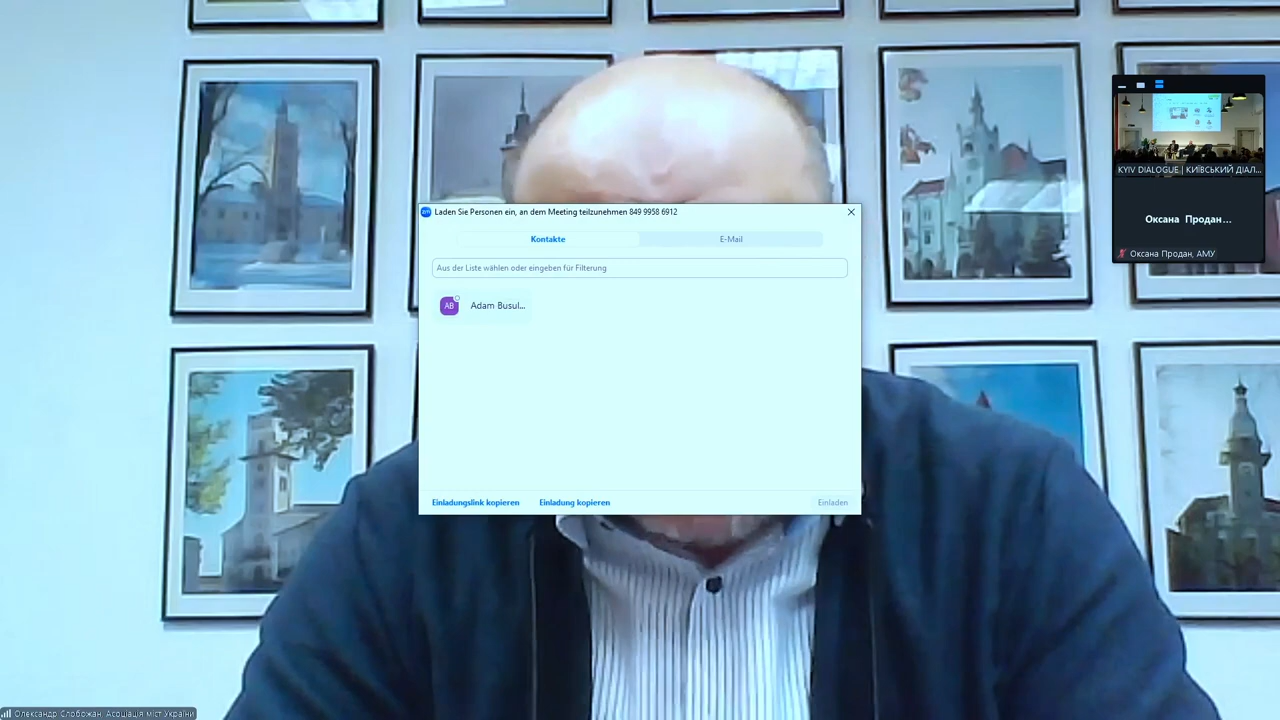 Laden Sie Personen ein, an dem Meeting teilzunehmen 849 9958 6912
Kontakte
E-Mail
Aus der Liste wählen oder eingeben für Filterung
AB
Adam Busul...
Einladungslink kopieren
Einladung kopieren
Einladen
KYIV DIALOGUE | КИЇВСЬКИЙ ДІАЛ...
Оксана Продан...
Оксана Продан, АМУ
Олександр Слобожан, Асоціація міст України